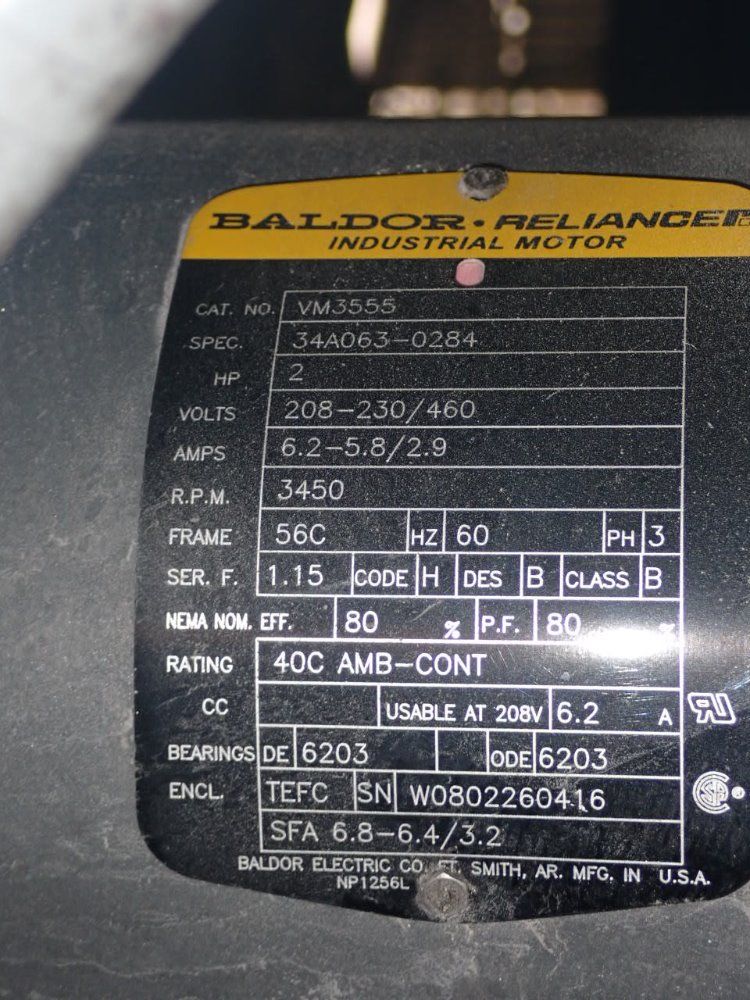 BALDOR • RELIANCE
INDUSTRIAL MOTOR
CAT. NO. VM3555
SPEC. 34A063-0284
HP 2
VOLTS 208-230/460
AMPS 6.2-5.8/2.9
R.P.M. 3450
FRAME 56C HZ 60 PH 3
SER. F. 1.15 CODE H DES B CLASS B
NEMA NOM. EFF. 80 % P.F. 80 %
RATING 40C AMB-CONT
CC USABLE AT 208V 6.2 A
BEARINGS DE 6203 ODE 6203
ENCL. TEFC SN W0802260416
SFA 6.8-6.4/3.2
BALDOR ELECTRIC CO. FT. SMITH, AR. MFG. IN U.S.A.
NP1256L